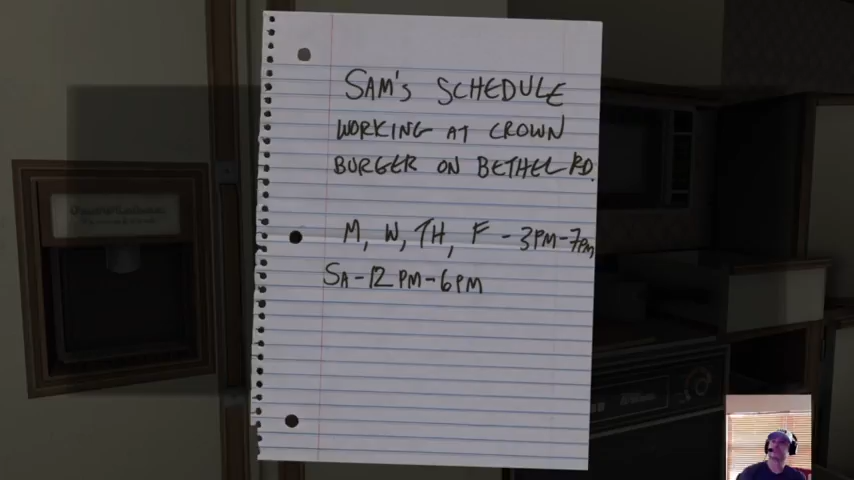 SAM'S SCHEDULE
WORKING AT CROWN
BURGER ON BETHEL RD.
M, W, TH, F - 3PM-7PM,
SA-12 PM-6PM